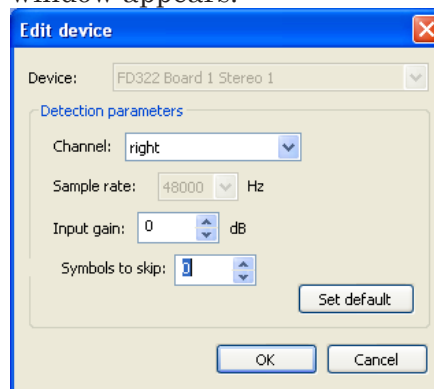 window appears.
Edit device
Device: FD322 Board 1 Stereo 1
Detection parameters
Channel: right
Sample rate: 48000 Hz
Input gain: 0 dB
Symbols to skip: 0
Set default
OK Cancel